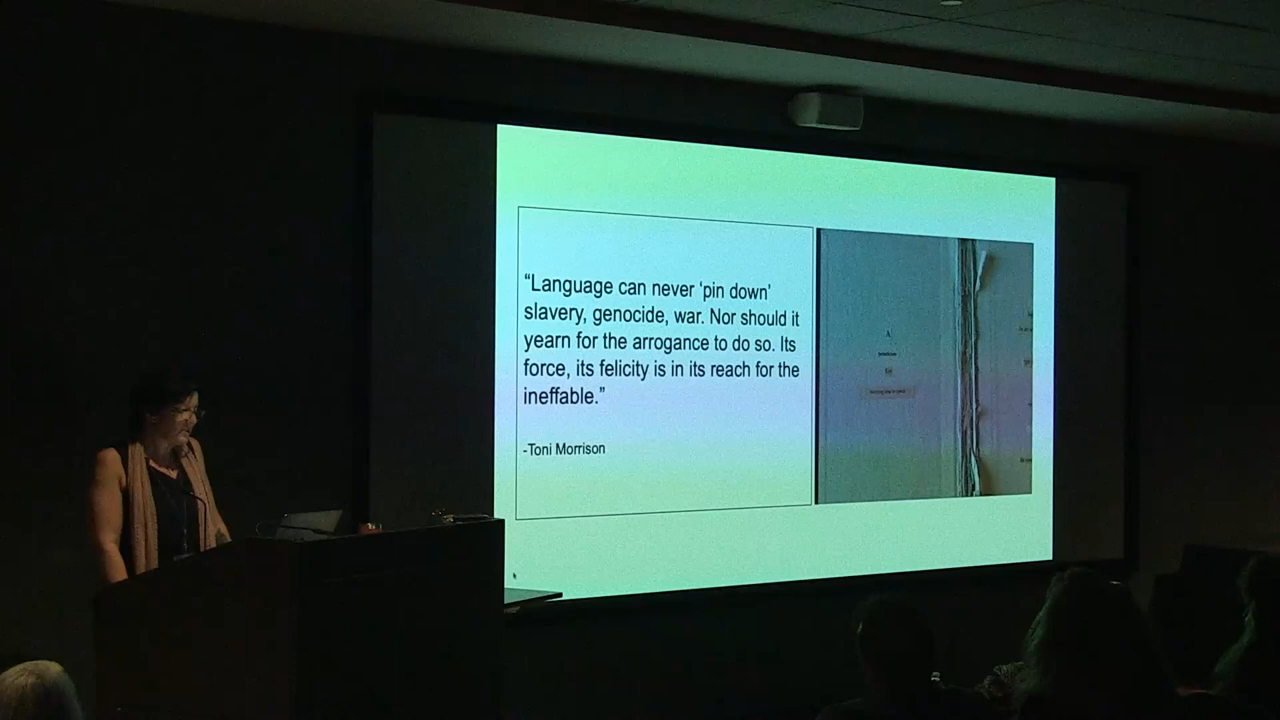 “Language can never ‘pin down’
slavery, genocide, war. Nor should it
yearn for the arrogance to do so. Its
force, its felicity is in its reach for the
ineffable.”
-Toni Morrison
A